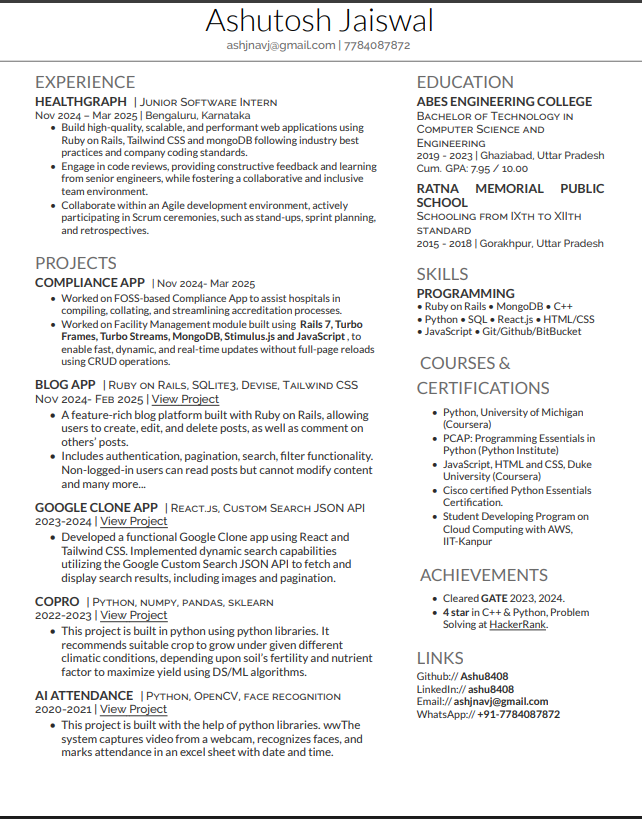 Ashutosh Jaiswal
ashjnavj@gmail.com | 7784087872
EXPERIENCE
HEALTHGRAPH | Junior Software Intern
Nov 2024 – Mar 2025 | Bengaluru, Karnataka
• Build high-quality, scalable, and performant web applications using
Ruby on Rails, Tailwind CSS and mongoDB following industry best
practices and company coding standards.
• Engage in code reviews, providing constructive feedback and learning
from senior engineers, while fostering a collaborative and inclusive
team environment.
• Collaborate within an Agile development environment, actively
participating in Scrum ceremonies, such as stand-ups, sprint planning,
and retrospectives.
PROJECTS
COMPLIANCE APP | Nov 2024- Mar 2025
• Worked on FOSS-based Compliance App to assist hospitals in
compiling, collating, and streamlining accreditation processes.
• Worked on Facility Management module built using Rails 7, Turbo
Frames, Turbo Streams, MongoDB, Stimulus.js and JavaScript , to
enable fast, dynamic, and real-time updates without full-page reloads
using CRUD operations.
BLOG APP | Ruby on Rails, SQLite3, Devise, Tailwind CSS
Nov 2024- Feb 2025 | View Project
• A feature-rich blog platform built with Ruby on Rails, allowing
users to create, edit, and delete posts, as well as comment on
others' posts.
• Includes authentication, pagination, search, filter functionality.
Non-logged-in users can read posts but cannot modify content
and many more...
GOOGLE CLONE APP | React.js, Custom Search JSON API
2023-2024 | View Project
• Developed a functional Google Clone app using React and
Tailwind CSS. Implemented dynamic search capabilities
utilizing the Google Custom Search JSON API to fetch and
display search results, including images and pagination.
COPRO | Python, numpy, pandas, sklearn
2022-2023 | View Project
• This project is built in python using python libraries. It
recommends suitable crop to grow under given different
climatic conditions, depending upon soil's fertility and nutrient
factor to maximize yield using DS/ML algorithms.
AI ATTENDANCE | Python, OpenCV, face recognition
2020-2021 | View Project
• This project is built with the help of python libraries. wwThe
system captures video from a webcam, recognizes faces, and
marks attendance in an excel sheet with date and time.
EDUCATION
ABES ENGINEERING COLLEGE
Bachelor of Technology in
Computer Science and
Engineering
2019 - 2023 | Ghaziabad, Uttar Pradesh
Cum. GPA: 7.95 / 10.00
RATNA MEMORIAL PUBLIC
SCHOOL
Schooling from IXth to XIIth
standard
2015 - 2018 | Gorakhpur, Uttar Pradesh
SKILLS
PROGRAMMING
• Ruby on Rails • MongoDB • C++
• Python • SQL • React.js • HTML/CSS
• JavaScript • Git/Github/BitBucket
COURSES &
CERTIFICATIONS
• Python, University of Michigan
(Coursera)
• PCAP: Programming Essentials in
Python (Python Institute)
• JavaScript, HTML and CSS, Duke
University (Coursera)
• Cisco certified Python Essentials
Certification.
• Student Developing Program on
Cloud Computing with AWS,
IIT-Kanpur
ACHIEVEMENTS
• Cleared GATE 2023, 2024.
• 4 star in C++ & Python, Problem
Solving at HackerRank.
LINKS
Github:// Ashu8408
LinkedIn:// ashu8408
Email:// ashjnavj@gmail.com
WhatsApp:// +91-7784087872